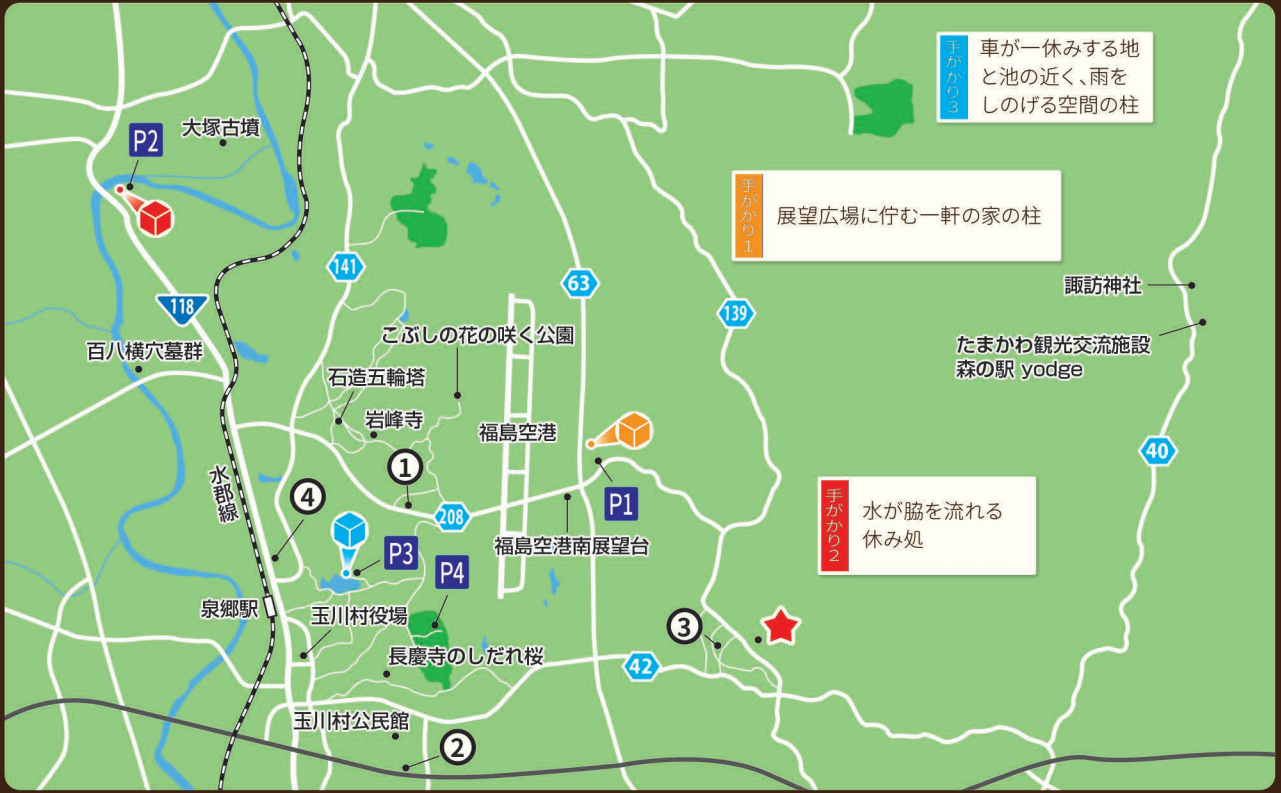 手がかり3
車が一休みする地
と池の近く、雨を
しのげる空間の柱
P2
大塚古墳
手がかり1
展望広場に佇む一軒の家の柱
141
63
118
139
諏訪神社
こぶしの花の咲く公園
たまかわ観光交流施設
森の駅 yodge
百八横穴墓群
石造五輪塔
岩峰寺
福島空港
40
水郡線
①
④
P1
208
手がかり2
水が脇を流れる
休み処
福島空港南展望台
P3
P4
泉郷駅
玉川村役場
③
長慶寺のしだれ桜
42
玉川村公民館
②